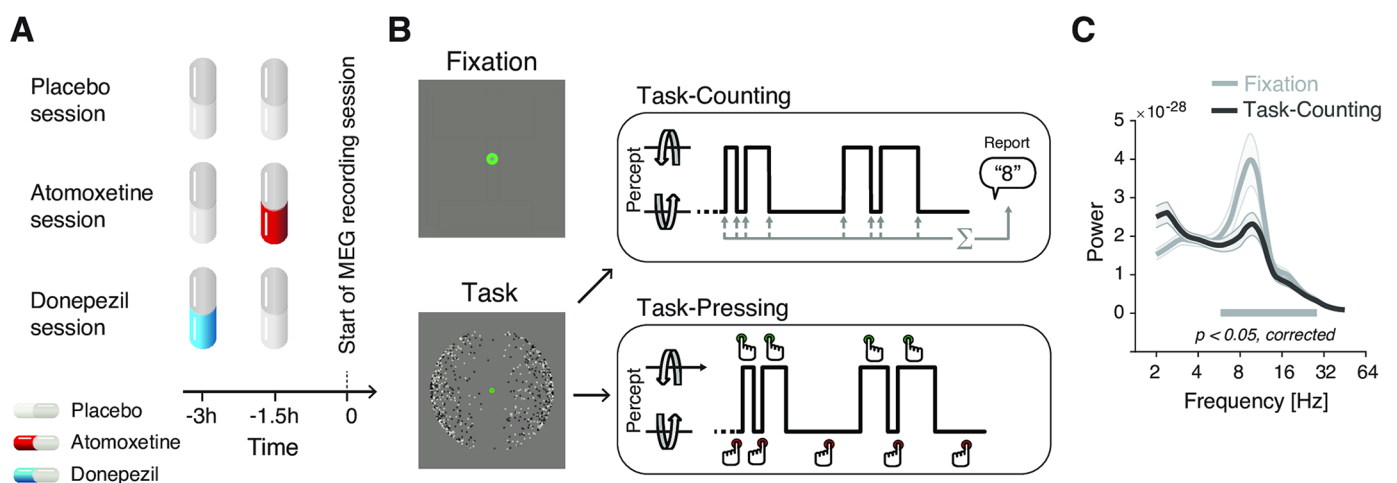 A
Placebo
session
Atomoxetine
session
Donepezil
session
Start of MEG recording session
-3h
-1.5h
0
Time
Placebo
Atomoxetine
Donepezil
B
Fixation
Task
Task-Counting
Percept
Report
“8”
Σ
Task-Pressing
Percept
C
Fixation
Task-Counting
×10-28
5
4
3
2
1
0
Power
p < 0.05, corrected
2 4 8 16 32 64
Frequency [Hz]